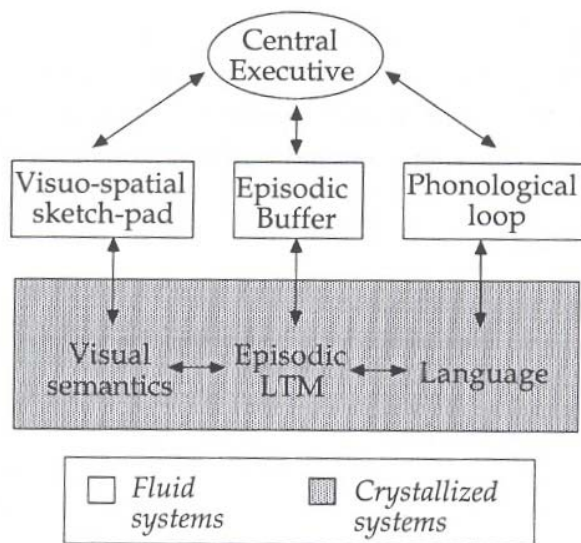 Central
Executive
Visuo-spatial
sketch-pad
Episodic
Buffer
Phonological
loop
Visual
semantics
Episodic
LTM
Language
Fluid
systems
Crystallized
systems